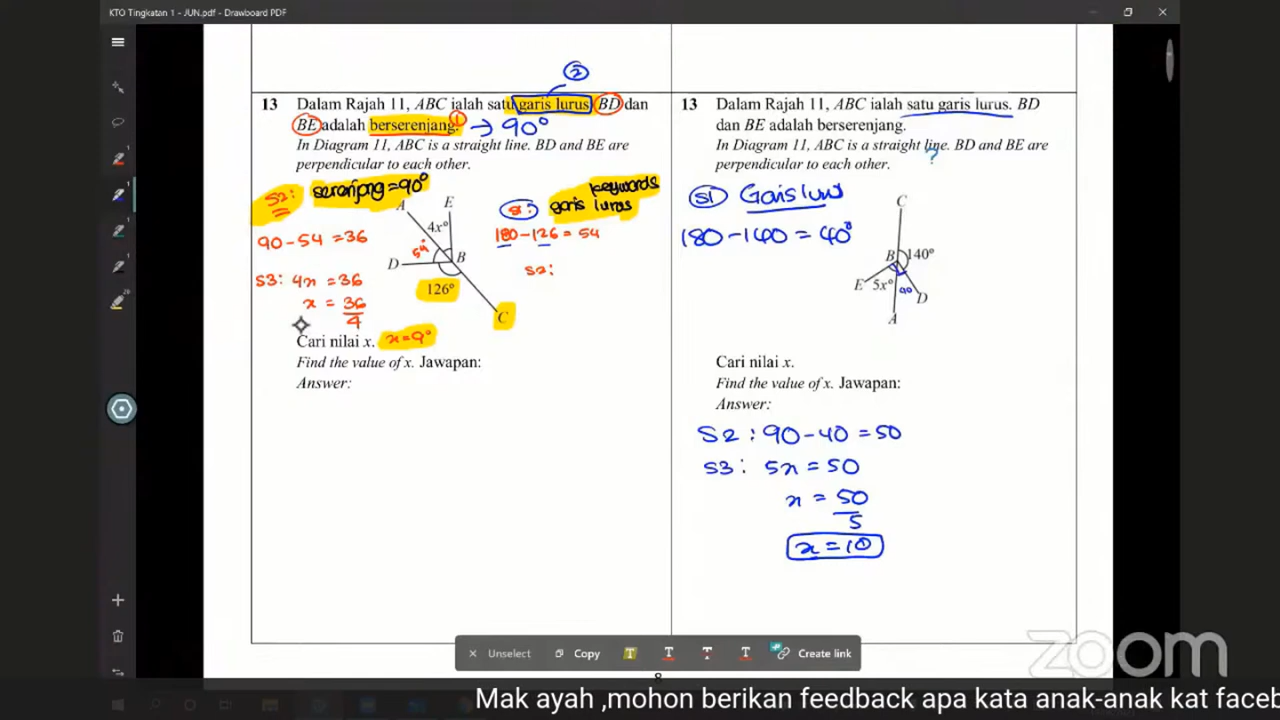 KTO Tingkatan 1 - JUN.pdf - Drawboard PDF
②
13 Dalam Rajah 11, ABC ialah satu garis lurus. BD dan
BE adalah berserenjang. ① → 90°
In Diagram 11, ABC is a straight line. BD and BE are
perpendicular to each other.
S2: serenjang = 90°
keywords
S1: garis lurus
180 - 126 = 54
S2:
90 - 54 = 36
S3: 4x = 36
x = 36
4
A
E
4x°
54°
D
B
126°
C
Cari nilai x. x = 9°
Find the value of x. Jawapan:
Answer:
13 Dalam Rajah 11, ABC ialah satu garis lurus. BD
dan BE adalah berserenjang.
In Diagram 11, ABC is a straight line. BD and BE are
perpendicular to each other.
?
S1 Garis lurus
180 - 140 = 40°
C
B
140°
E
5x°
90
D
A
Cari nilai x.
Find the value of x. Jawapan:
Answer:
S2 : 90 - 40 = 50
S3 : 5x = 50
x = 50
5
x = 10
Unselect
Copy
T
T
T
T
Create link
8
zoom
Mak ayah ,mohon berikan feedback apa kata anak-anak kat faceb